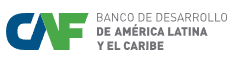 CAF
BANCO DE DESARROLLO
DE AMÉRICA LATINA
Y EL CARIBE